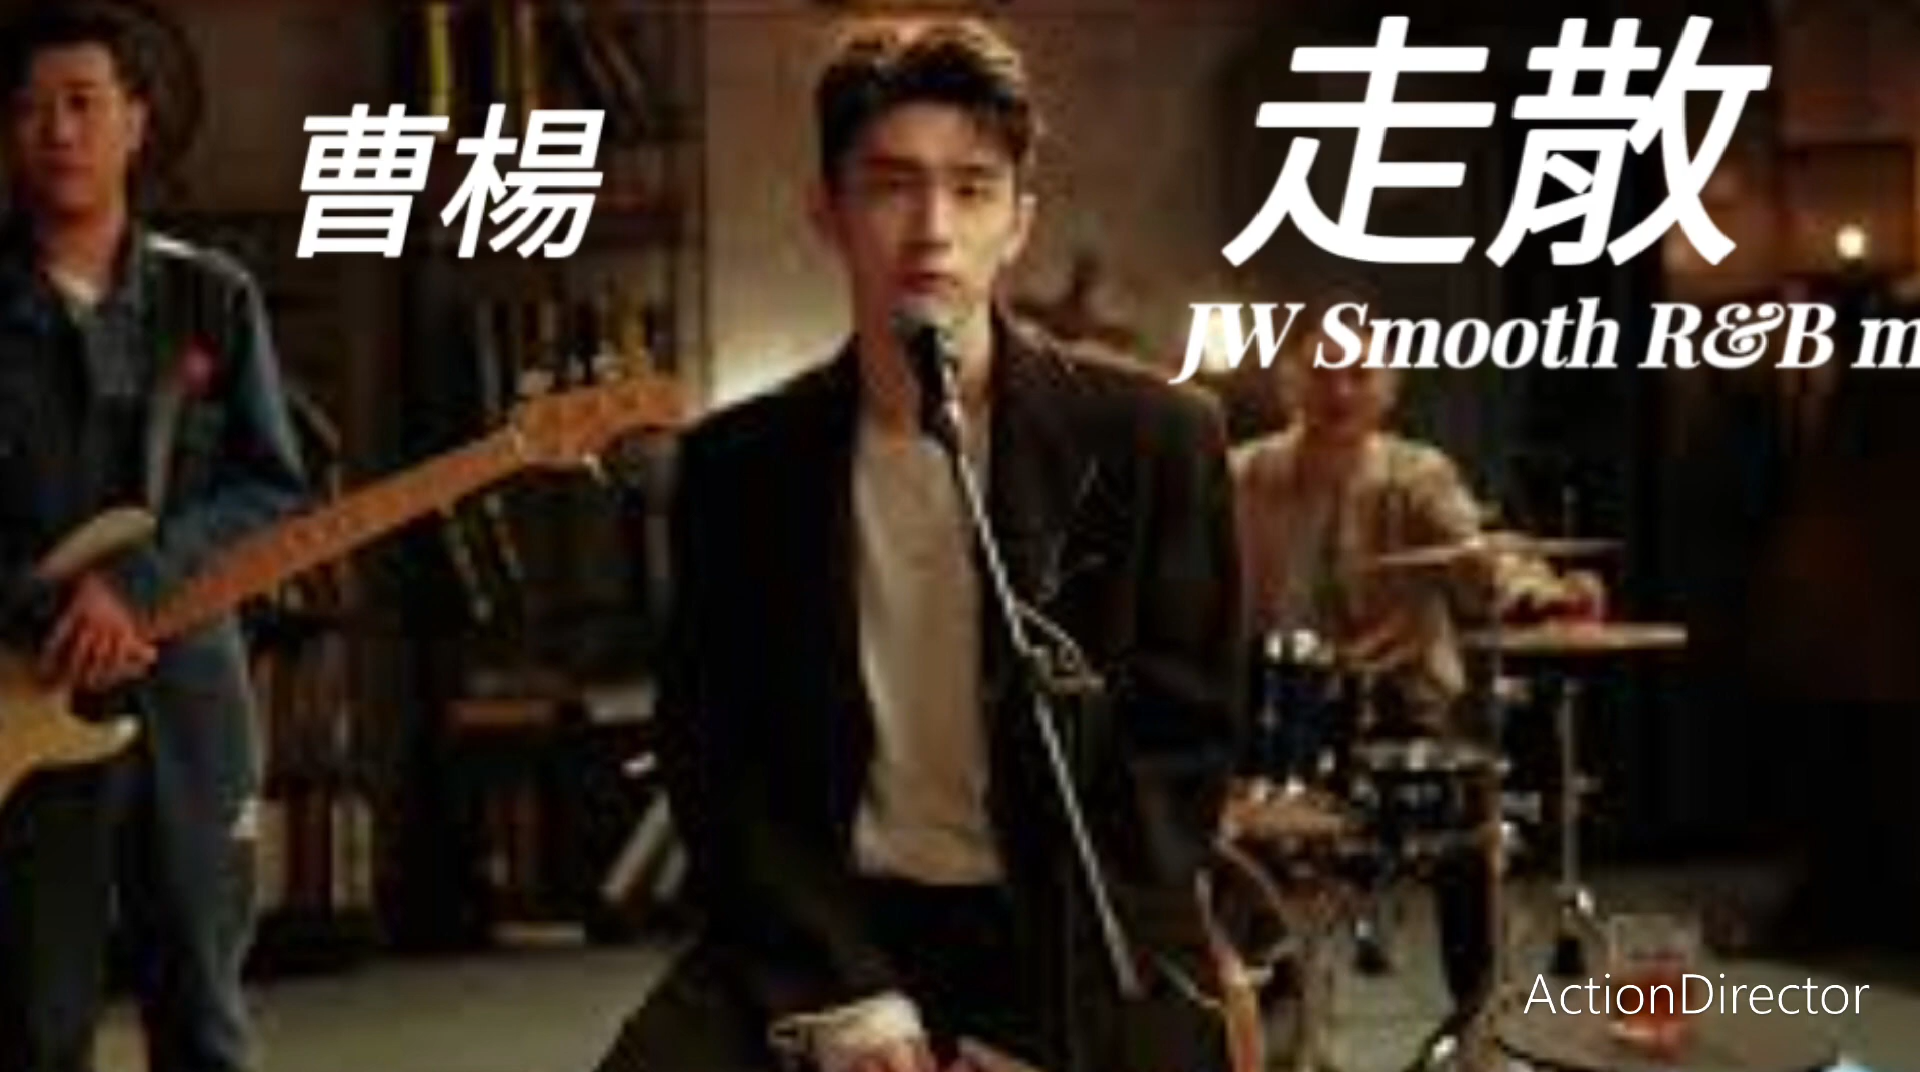 曹楊
走散
JW Smooth R&B m
ActionDirector